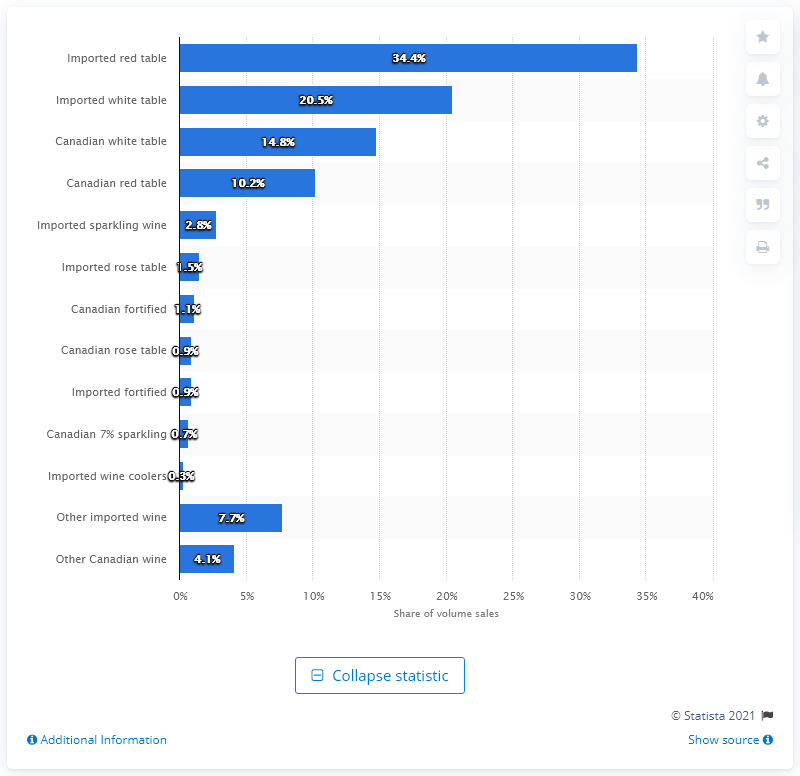 Imported red table 34.4%
Imported white table 20.5%
Canadian white table 14.8%
Canadian red table 10.2%
Imported sparkling wine 2.8%
Imported rose table 1.5%
Canadian fortified 1.1%
Canadian rose table 0.9%
Imported fortified 0.9%
Canadian 7% sparkling 0.7%
Imported wine coolers 0.3%
Other imported wine 7.7%
Other Canadian wine 4.1%
0% 5% 10% 15% 20% 25% 30% 35% 40%
Share of volume sales
Collapse statistic
© Statista 2021
Additional Information Show source